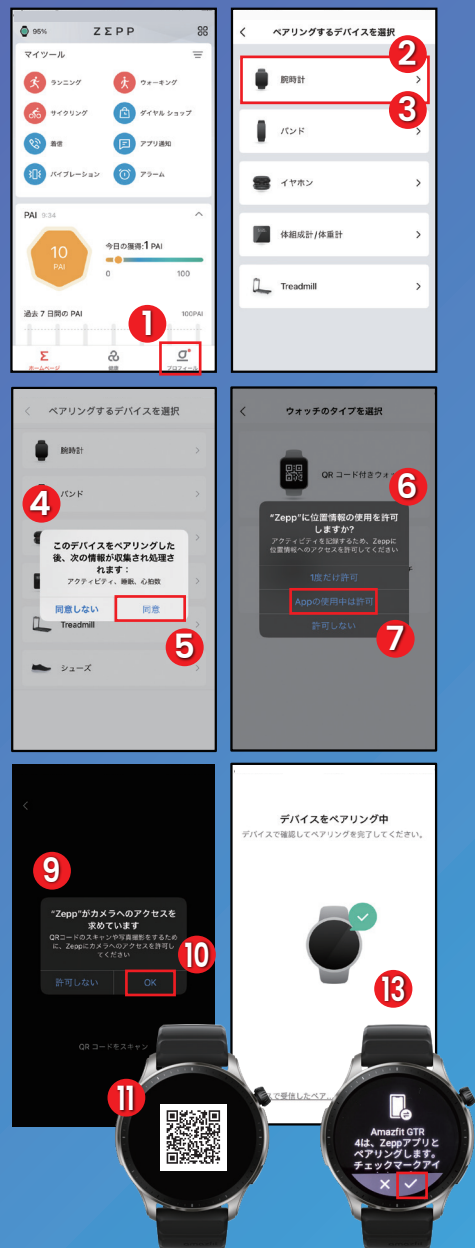 95%
ZEPP
マイツール
ランニング
ウォーキング
サイクリング
ダイヤル ショップ
着信
アプリ通知
バイブレーション
アラーム
PAI 9:34
10
PAI
今日の獲得:1 PAI
0
100
過去 7 日間の PAI
100PAI
1
ホームページ
健康
プロフィール
ペアリングするデバイスを選択
2
腕時計
3
バンド
イヤホン
体組成計/体重計
Treadmill
ペアリングするデバイスを選択
腕時計
バンド
4
このデバイスをペアリングした
後、次の情報が収集され処理さ
れます：
アクティビティ、睡眠、心拍数
同意しない
同意
Treadmill
5
シューズ
ウォッチのタイプを選択
QR コード付きウォ
6
"Zepp"に位置情報の使用を許可
しますか?
アクティビティを記録するため、Zeppに
位置情報へのアクセスを許可してください
1度だけ許可
Appの使用中は許可
許可しない
7
9
"Zepp"がカメラへのアクセスを
求めています
QRコードのスキャンや写真撮影をするため
に、Zeppにカメラへのアクセスを許可し
てください
10
許可しない
OK
QR コードをスキャン
11
デバイスをペアリング中
デバイスで確認してペアリングを完了してください。
13
で受信したペア...
Amazfit GTR
4は、Zeppアプリと
ペアリングします。
チェックマークアイ